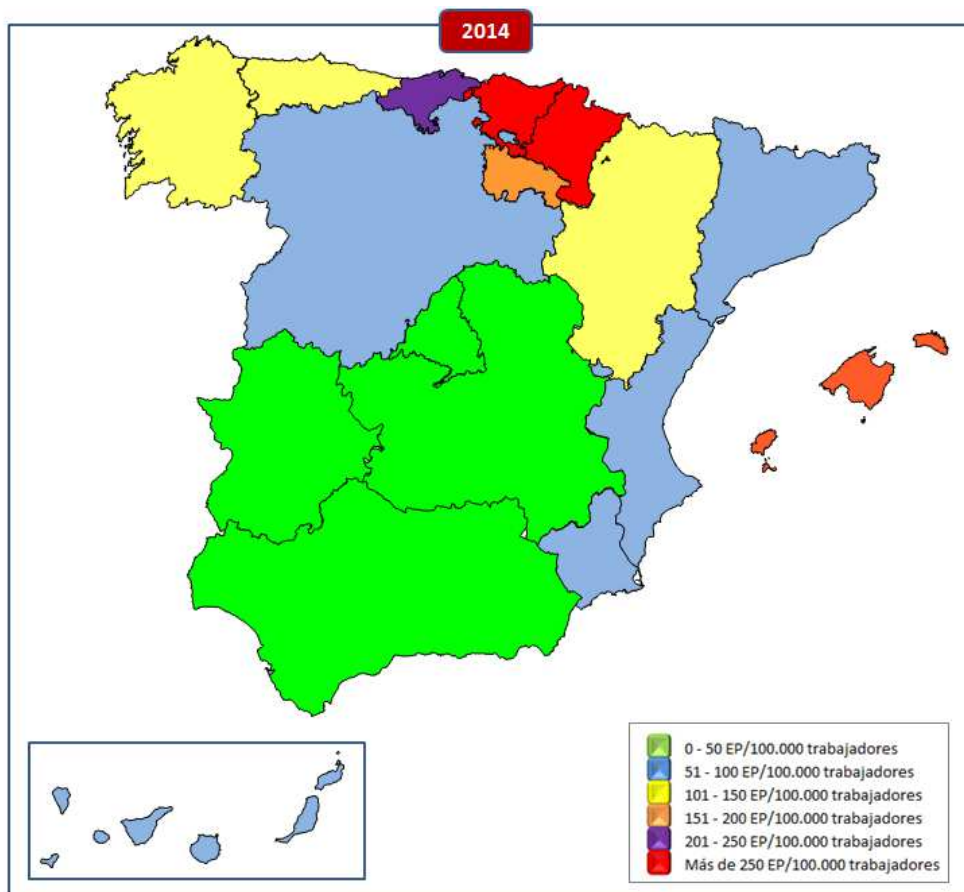 2014
0 - 50 EP/100.000 trabajadores
51 - 100 EP/100.000 trabajadores
101 - 150 EP/100.000 trabajadores
151 - 200 EP/100.000 trabajadores
201 - 250 EP/100.000 trabajadores
Más de 250 EP/100.000 trabajadores